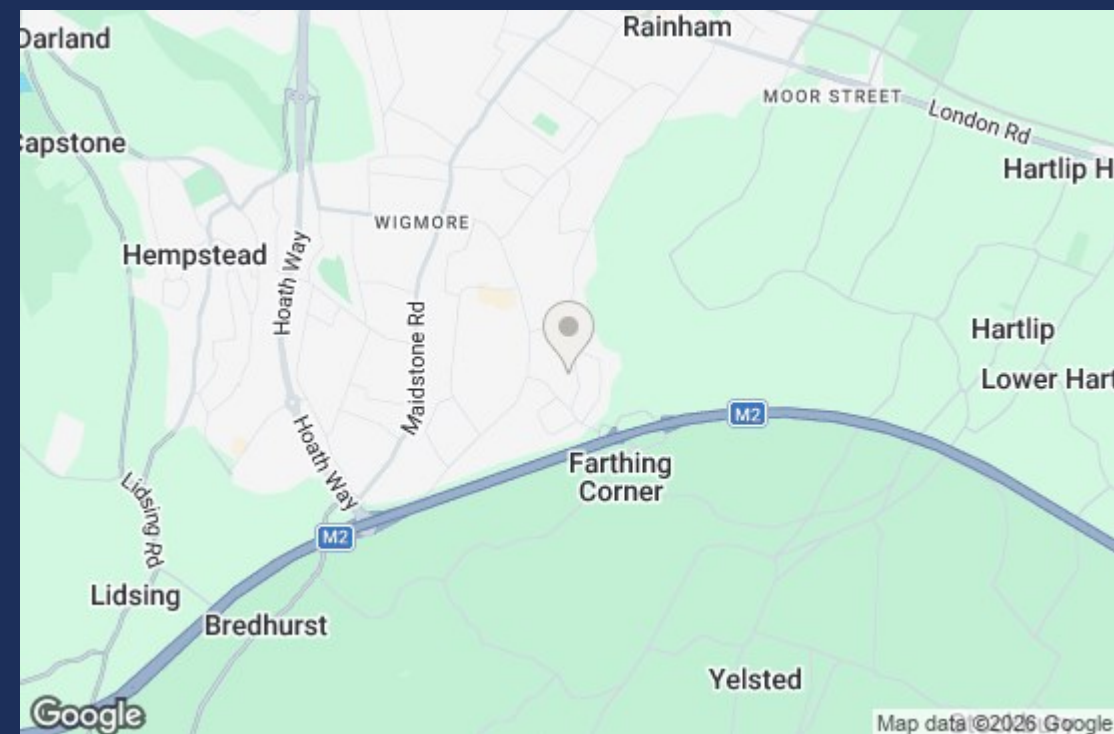 Darland
Rainham
MOOR STREET
London Rd
Capstone
Hartlip H
WIGMORE
Hempstead
Hoath Way
Maidstone Rd
Hartlip
Lower Hart
M2
Farthing
Corner
Hoath Way
Lidsing Rd
M2
Lidsing
Bredhurst
Yelsted
Google
Map data ©2026 Google